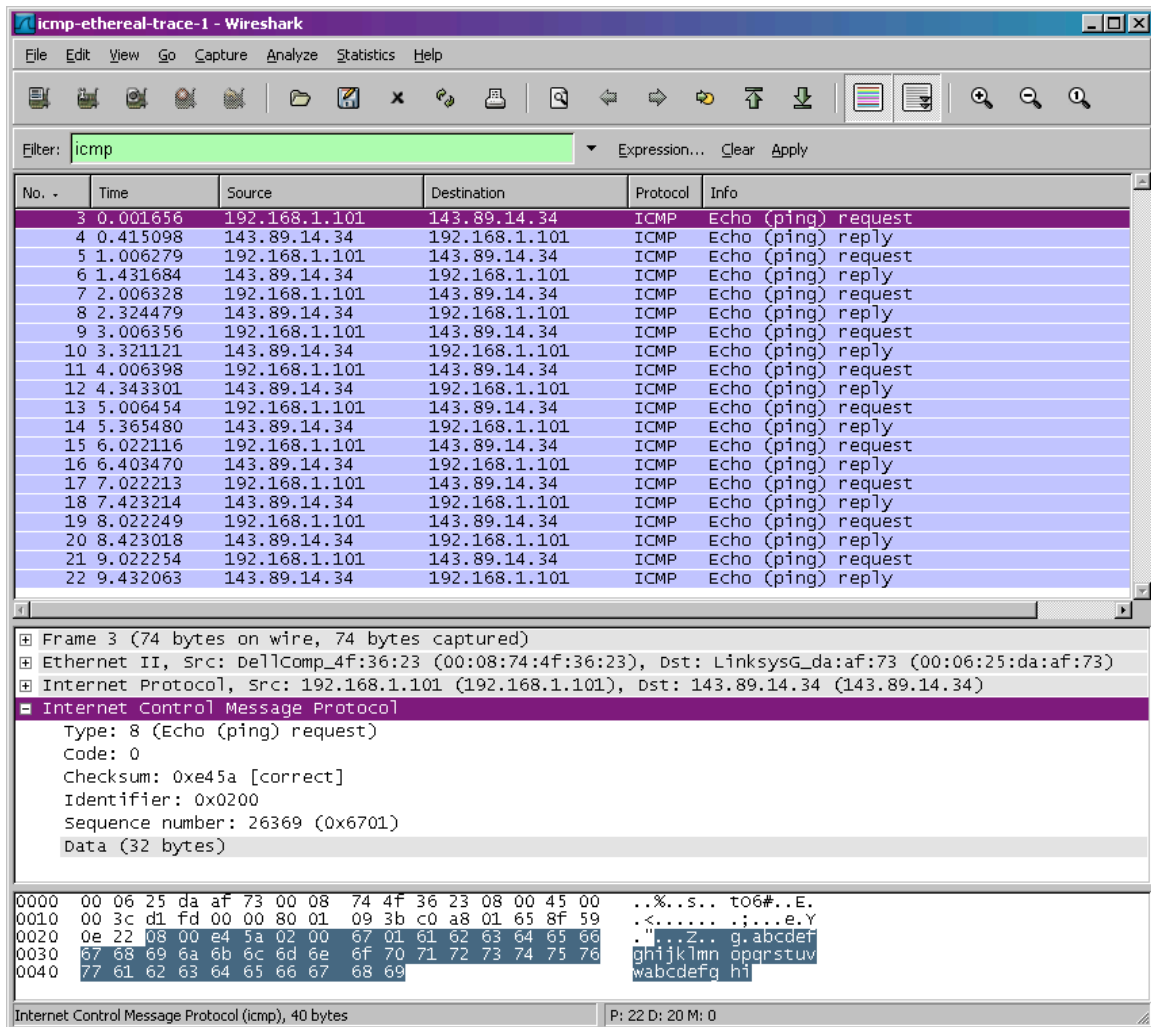 icmp-ethereal-trace-1 - Wireshark
File Edit View Go Capture Analyze Statistics Help
Filter: icmp Expression... Clear Apply
No. Time Source Destination Protocol Info
3 0.001656 192.168.1.101 143.89.14.34 ICMP Echo (ping) request
4 0.415098 143.89.14.34 192.168.1.101 ICMP Echo (ping) reply
5 1.006279 192.168.1.101 143.89.14.34 ICMP Echo (ping) request
6 1.431684 143.89.14.34 192.168.1.101 ICMP Echo (ping) reply
7 2.006328 192.168.1.101 143.89.14.34 ICMP Echo (ping) request
8 2.324479 143.89.14.34 192.168.1.101 ICMP Echo (ping) reply
9 3.006356 192.168.1.101 143.89.14.34 ICMP Echo (ping) request
10 3.321121 143.89.14.34 192.168.1.101 ICMP Echo (ping) reply
11 4.006398 192.168.1.101 143.89.14.34 ICMP Echo (ping) request
12 4.343301 143.89.14.34 192.168.1.101 ICMP Echo (ping) reply
13 5.006454 192.168.1.101 143.89.14.34 ICMP Echo (ping) request
14 5.365480 143.89.14.34 192.168.1.101 ICMP Echo (ping) reply
15 6.022116 192.168.1.101 143.89.14.34 ICMP Echo (ping) request
16 6.403470 143.89.14.34 192.168.1.101 ICMP Echo (ping) reply
17 7.022213 192.168.1.101 143.89.14.34 ICMP Echo (ping) request
18 7.423214 143.89.14.34 192.168.1.101 ICMP Echo (ping) reply
19 8.022249 192.168.1.101 143.89.14.34 ICMP Echo (ping) request
20 8.423018 143.89.14.34 192.168.1.101 ICMP Echo (ping) reply
21 9.022254 192.168.1.101 143.89.14.34 ICMP Echo (ping) request
22 9.432063 143.89.14.34 192.168.1.101 ICMP Echo (ping) reply
Frame 3 (74 bytes on wire, 74 bytes captured)
Ethernet II, Src: DellComp_4f:36:23 (00:08:74:4f:36:23), Dst: LinksysG_da:af:73 (00:06:25:da:af:73)
Internet Protocol, Src: 192.168.1.101 (192.168.1.101), Dst: 143.89.14.34 (143.89.14.34)
Internet Control Message Protocol
Type: 8 (Echo (ping) request)
Code: 0
Checksum: 0xe45a [correct]
Identifier: 0x0200
Sequence number: 26369 (0x6701)
Data (32 bytes)
0000 00 06 25 da af 73 00 08 74 4f 36 23 08 00 45 00 ..%..s.. tO6#..E.
0010 00 3c d1 fd 00 00 80 01 09 3b c0 a8 01 65 8f 59 .<...... .;...e.Y
0020 0e 22 08 00 e4 5a 02 00 67 01 61 62 63 64 65 66 ."...Z.. g.abcdef
0030 67 68 69 6a 6b 6c 6d 6e 6f 70 71 72 73 74 75 76 ghijklmn opqrstuv
0040 77 61 62 63 64 65 66 67 68 69 wabcdefg hi
Internet Control Message Protocol (icmp), 40 bytes P: 22 D: 20 M: 0